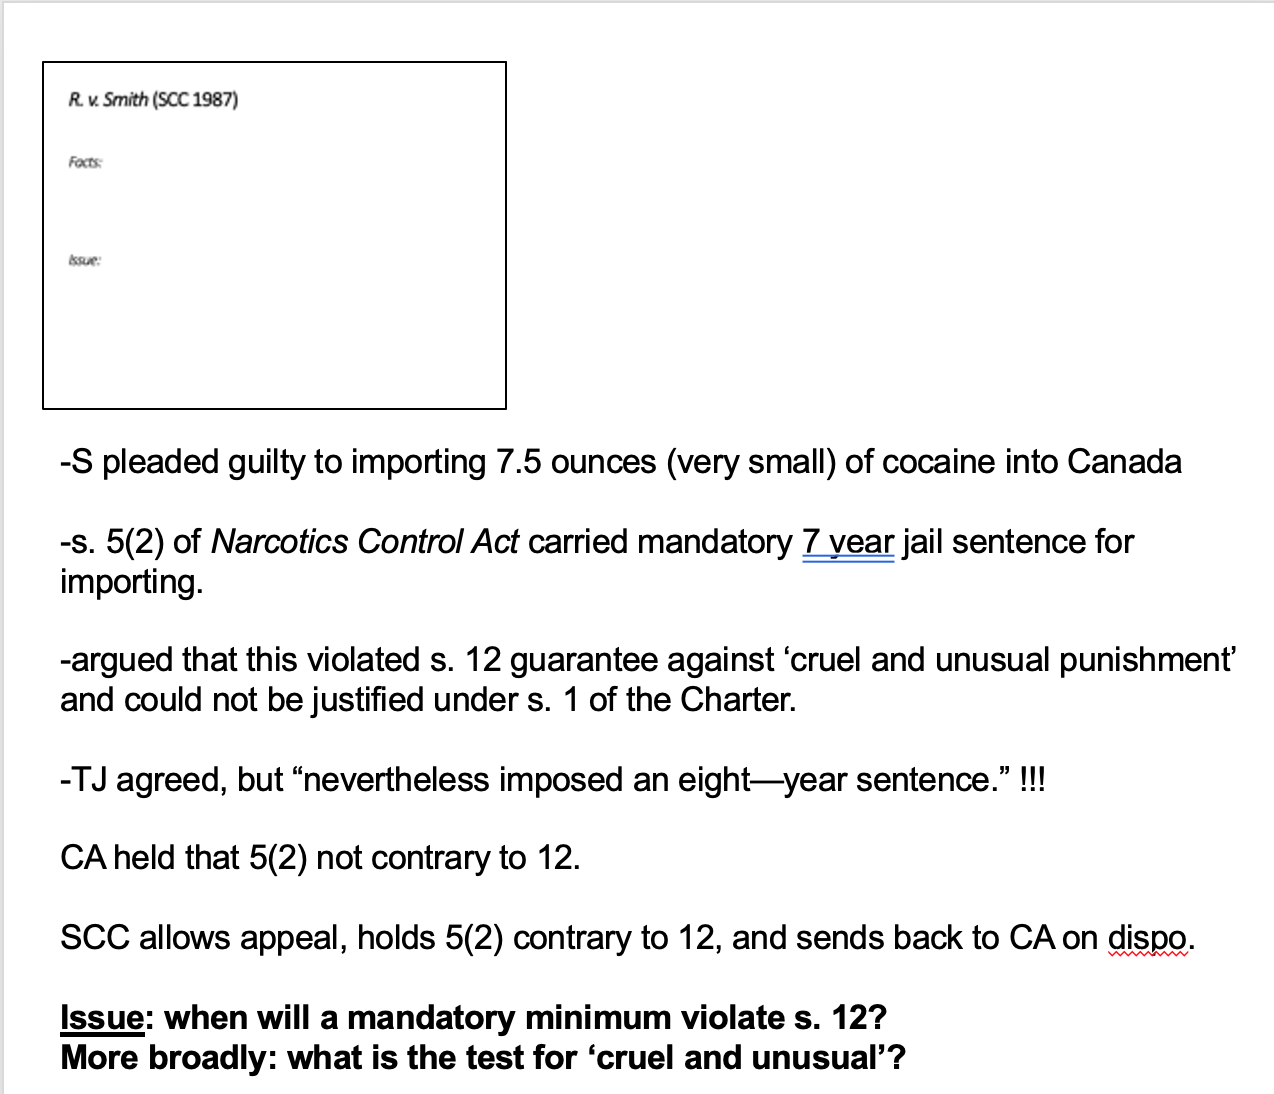 R. v. Smith (SCC 1987)
Facts:
Issue:
-S pleaded guilty to importing 7.5 ounces (very small) of cocaine into Canada
-s. 5(2) of Narcotics Control Act carried mandatory 7 year jail sentence for
importing.
-argued that this violated s. 12 guarantee against ‘cruel and unusual punishment’
and could not be justified under s. 1 of the Charter.
-TJ agreed, but “nevertheless imposed an eight—year sentence.” !!!
CA held that 5(2) not contrary to 12.
SCC allows appeal, holds 5(2) contrary to 12, and sends back to CA on dispo.
Issue: when will a mandatory minimum violate s. 12?
More broadly: what is the test for ‘cruel and unusual’?